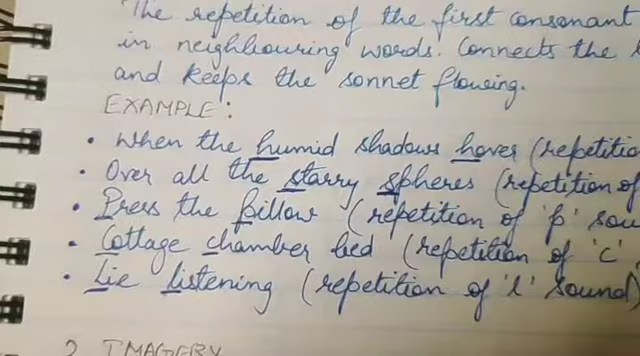 The repetition of the first consonant
in neighbouring words. Connects the
and keeps the sonnet flowing.
EXAMPLE:
• When the humid shadows hover (repetitio
• Over all the starry spheres (repetition of
• Press the pillow (repetition of 'p' sou
• Cottage chamber bed (repetition of 'c'
• Lie listening (repetition of 'l' sound)
2. IMAGERY